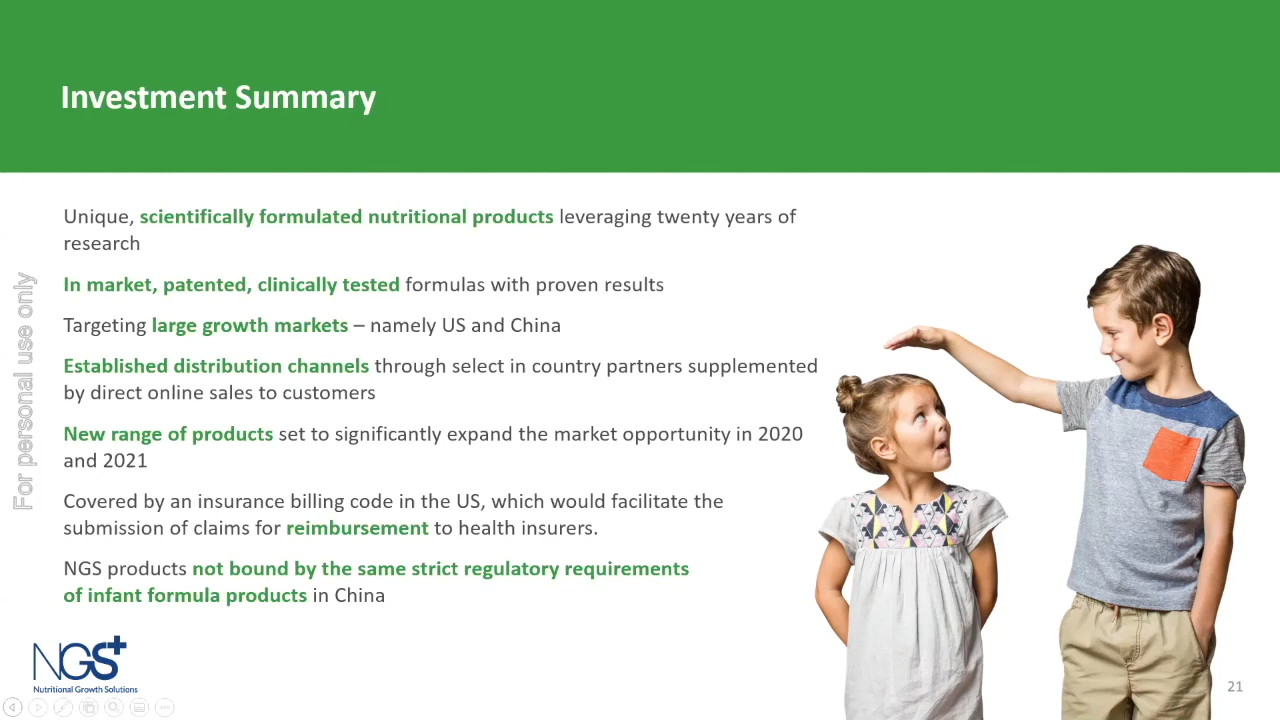 Investment Summary
Unique, scientifically formulated nutritional products leveraging twenty years of
research
In market, patented, clinically tested formulas with proven results
Targeting large growth markets – namely US and China
Established distribution channels through select in country partners supplemented
by direct online sales to customers
New range of products set to significantly expand the market opportunity in 2020
and 2021
Covered by an insurance billing code in the US, which would facilitate the
submission of claims for reimbursement to health insurers.
NGS products not bound by the same strict regulatory requirements
of infant formula products in China
For personal use only
NGS+
Nutritional Growth Solutions
21